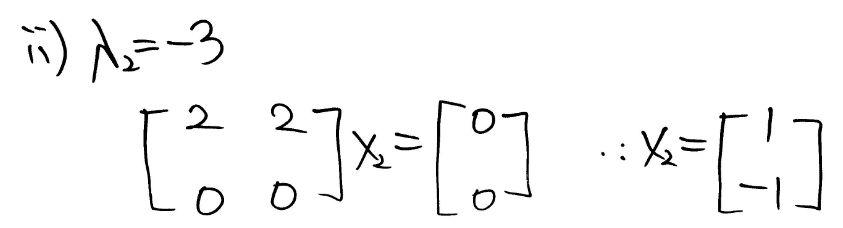 ii) λ₂=-3
[2 2; 0 0] X₂ = [0; 0] ∴ X₂ = [1; -1]